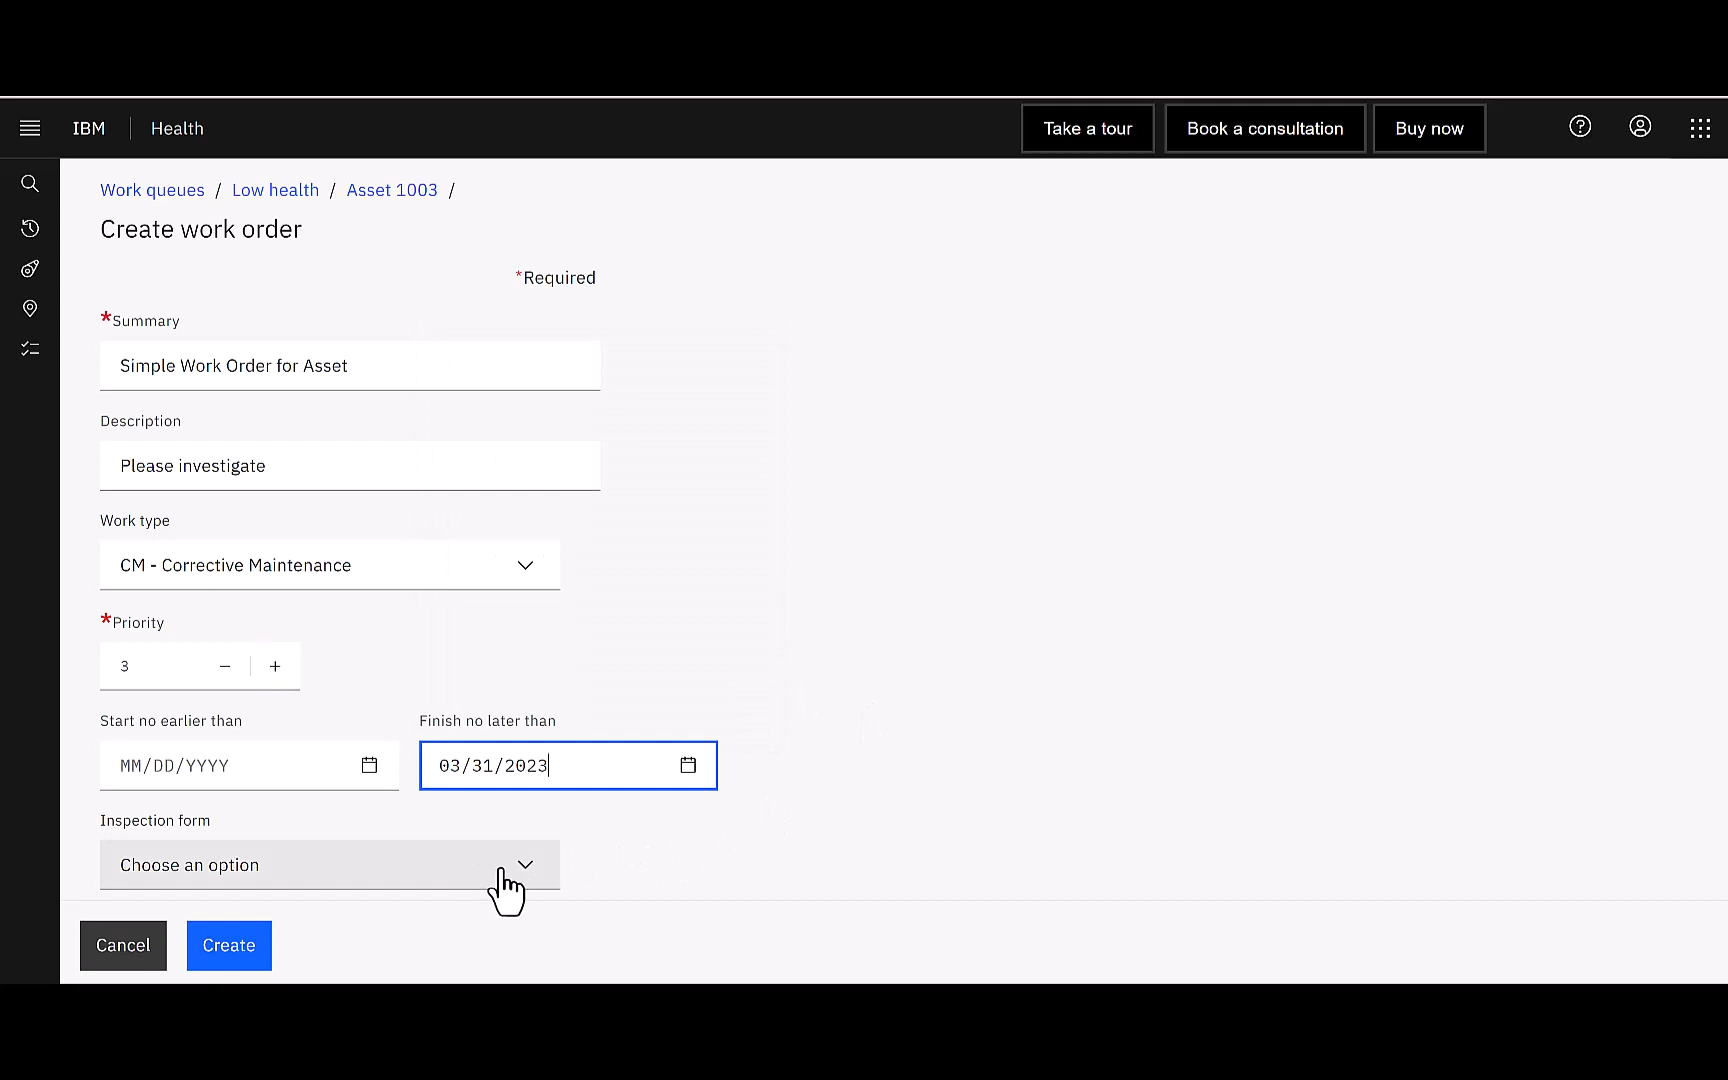 IBM | Health
Take a tour
Book a consultation
Buy now
Work queues / Low health / Asset 1003 /
Create work order
*Required
*Summary
Simple Work Order for Asset
Description
Please investigate
Work type
CM - Corrective Maintenance
*Priority
3 − | +
Start no earlier than
Finish no later than
MM/DD/YYYY
03/31/2023
Inspection form
Choose an option
Cancel
Create